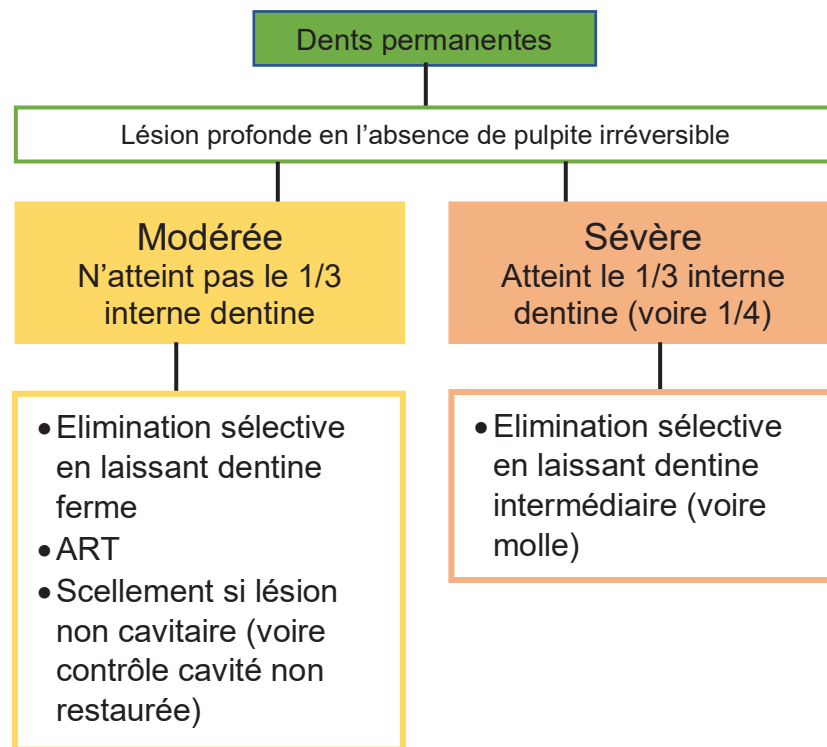 Dents permanentes
Lésion profonde en l’absence de pulpite irréversible
Modérée
N’atteint pas le 1/3
interne dentine
Sévère
Atteint le 1/3 interne
dentine (voire 1/4)
• Elimination sélective
en laissant dentine
ferme
• ART
• Scellement si lésion
non cavitaire (voire
contrôle cavité non
restaurée)
• Elimination sélective
en laissant dentine
intermédiaire (voire
molle)